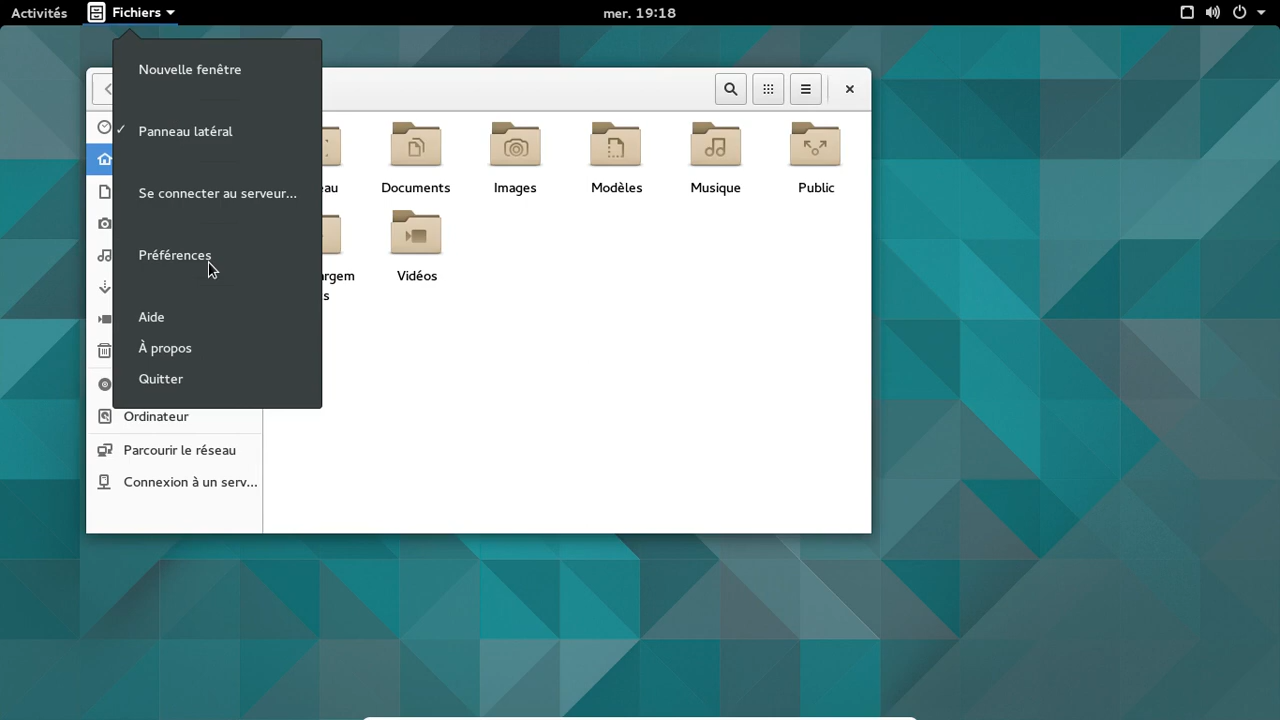 Activités
Fichiers
mer. 19:18
Nouvelle fenêtre
Panneau latéral
Se connecter au serveur...
Préférences
Aide
À propos
Quitter
Documents
Images
Modèles
Musique
Public
Vidéos
Ordinateur
Parcourir le réseau
Connexion à un serv...